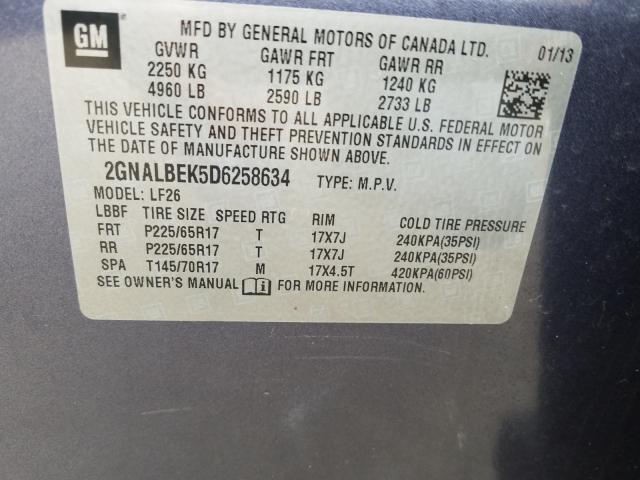 GM
MFD BY GENERAL MOTORS OF CANADA LTD.
01/13
GVWR GAWR FRT GAWR RR
2250 KG 1175 KG 1240 KG
4960 LB 2590 LB 2733 LB
THIS VEHICLE CONFORMS TO ALL APPLICABLE U.S. FEDERAL MOTOR
VEHICLE SAFETY AND THEFT PREVENTION STANDARDS IN EFFECT ON
THE DATE OF MANUFACTURE SHOWN ABOVE.
2GNALBEK5D6258634 TYPE: M.P.V.
MODEL: LF26
LBBF TIRE SIZE SPEED RTG RIM COLD TIRE PRESSURE
FRT P225/65R17 T 17X7J 240KPA(35PSI)
RR P225/65R17 T 17X7J 240KPA(35PSI)
SPA T145/70R17 M 17X4.5T 420KPA(60PSI)
SEE OWNER'S MANUAL FOR MORE INFORMATION.